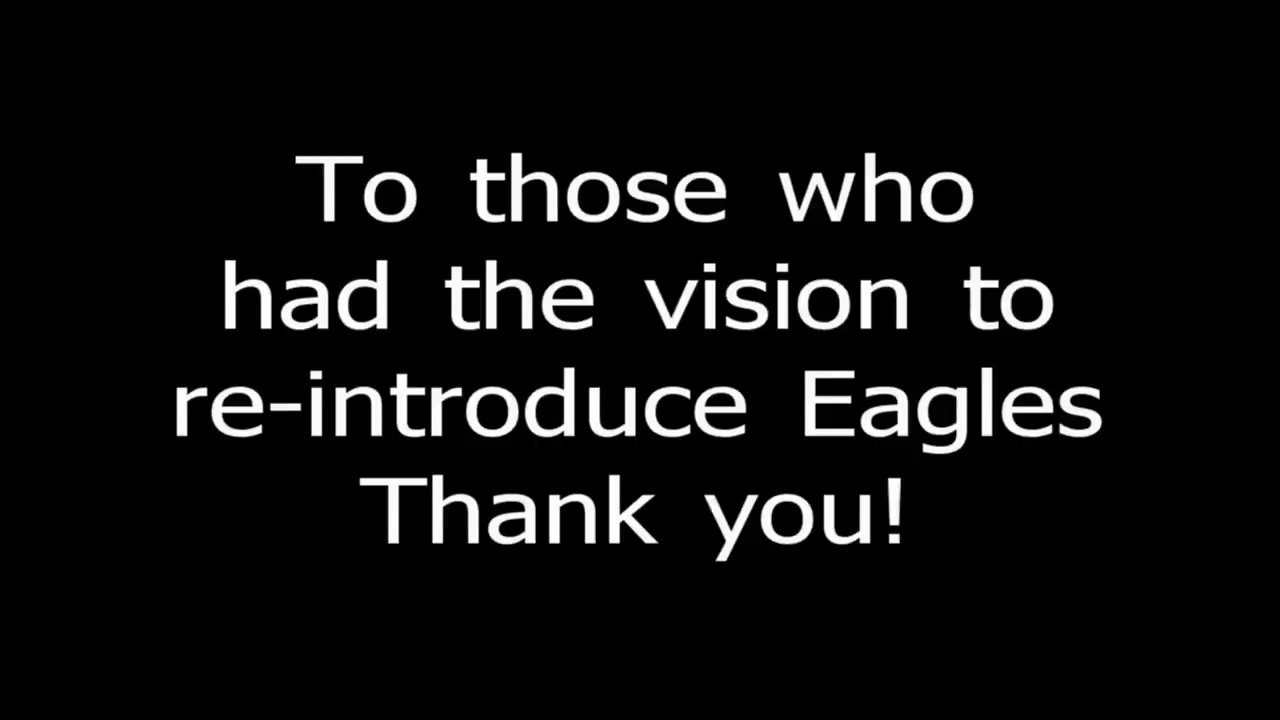 To those who
had the vision to
re-introduce Eagles
Thank you!